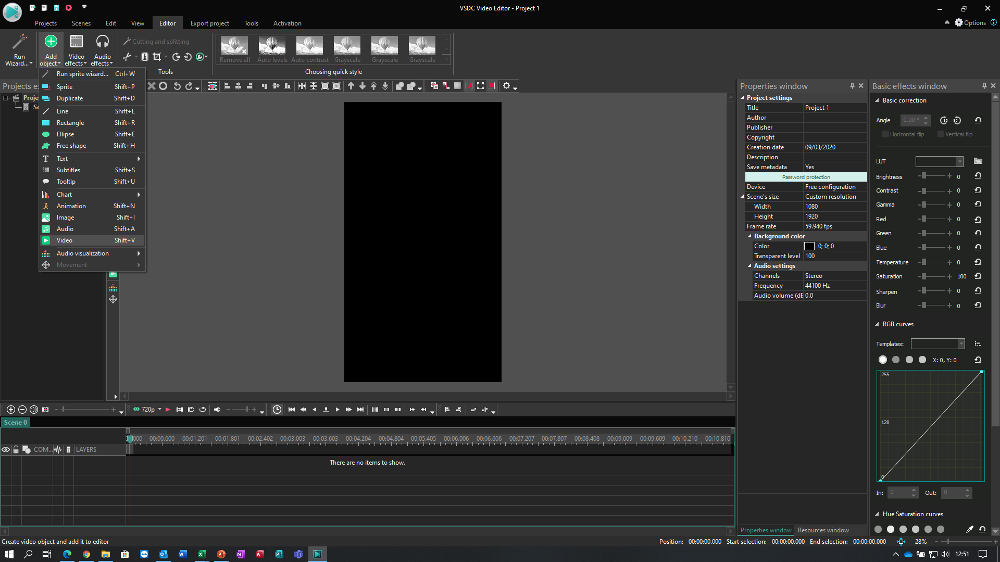 VSDC Video Editor - Project 1
Projects Scenes Edit View Editor Export project Tools Activation
Options
Run Wizard...
Add object
Video effects
Audio effects
Cutting and splitting
Tools
Remove all Auto levels Auto contrast Grayscale Grayscale Grayscale
Choosing quick style
Projects e
Proje
Run sprite wizard... Ctrl+W
Sprite Shift+P
Duplicate Shift+D
Line Shift+L
Rectangle Shift+R
Ellipse Shift+E
Free shape Shift+H
Text
Subtitles Shift+S
Tooltip Shift+U
Chart
Animation Shift+N
Image Shift+I
Audio Shift+A
Video Shift+V
Audio visualization
Movement
Properties window
Project settings
Title Project 1
Author
Publisher
Copyright
Creation date 09/03/2020
Description
Save metadata Yes
Password protection
Device Free configuration
Scene's size Custom resolution
Width 1080
Height 1920
Frame rate 59.940 fps
Background color
Color 0; 0; 0
Transparent level 100
Audio settings
Channels Stereo
Frequency 44100 Hz
Audio volume (dB 0.0
Properties window Resources window
Basic effects window
Basic correction
Angle 0.00 ° 90 90
Horizontal flip Vertical flip
LUT
Brightness 0
Contrast 0
Gamma 0
Red 0
Green 0
Blue 0
Temperature 0
Saturation 100
Sharpen 0
Blur 0
RGB curves
Templates:
X: 0, Y: 0
255
128
0
In: 0 Out: 0
Hue Saturation curves
720p
Scene 0
000 00:00.600 00:01.201 00:01.801 00:02.402 00:03.003 00:03.603 00:04.204 00:04.804 00:05.405 00:06.006 00:06.606 00:07.207 00:07.807 00:08.408 00:09.009 00:09.609 00:10.210 00:10.810
COM... LAYERS
There are no items to show.
Create video object and add it to editor
Position: 00:00:00.000 Start selection: 00:00:00.000 End selection: 00:00:00.000 28%
12:51